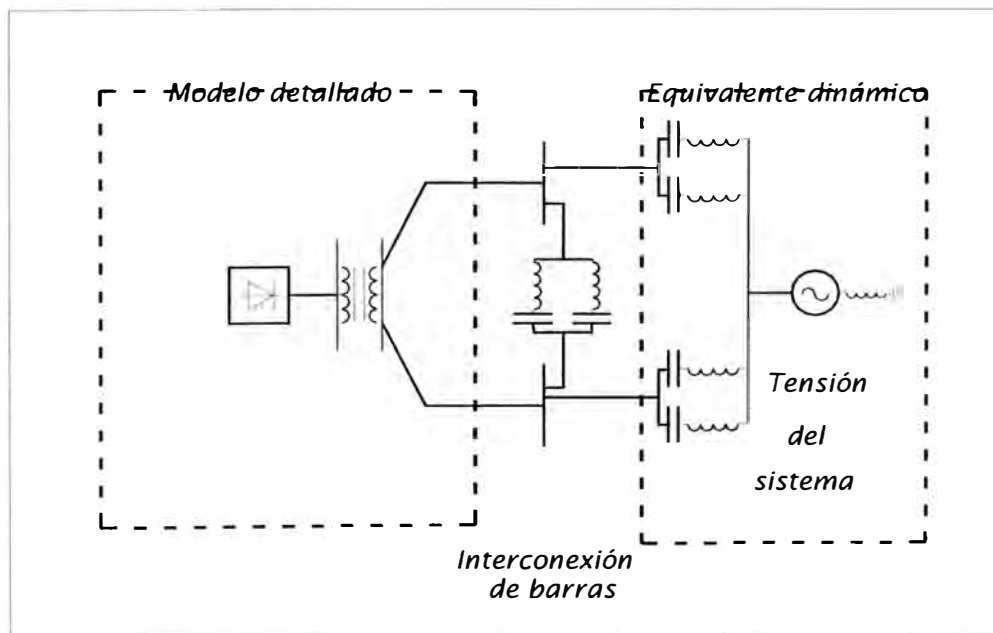 Modelo detallado
Equivalente dinámico
Tensión
del
sistema
Interconexión
de barras